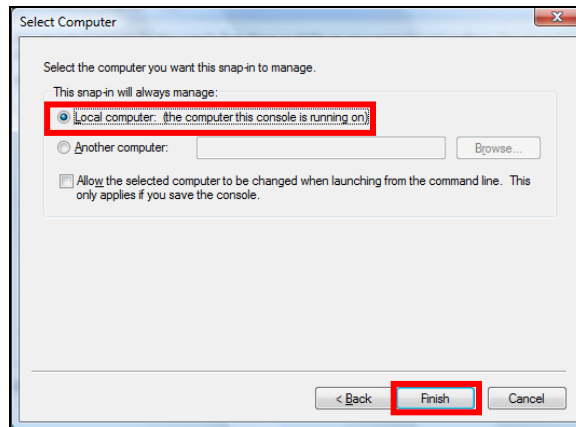 Select Computer
Select the computer you want this snap-in to manage.
This snap-in will always manage:
Local computer: (the computer this console is running on)
Another computer:
Browse...
Allow the selected computer to be changed when launching from the command line. This
only applies if you save the console.
< Back
Finish
Cancel